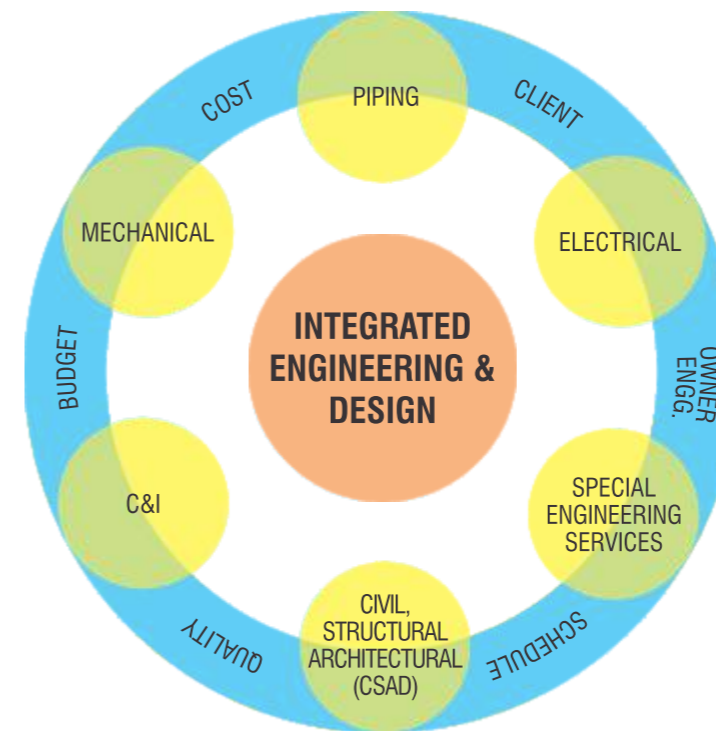 PIPING
CLIENT
ELECTRICAL
OWNER
ENGG.
SPECIAL
ENGINEERING
SERVICES
SCHEDULE
CIVIL,
STRUCTURAL
ARCHITECTURAL
(CSAD)
QUALITY
C&I
BUDGET
MECHANICAL
COST
INTEGRATED
ENGINEERING &
DESIGN